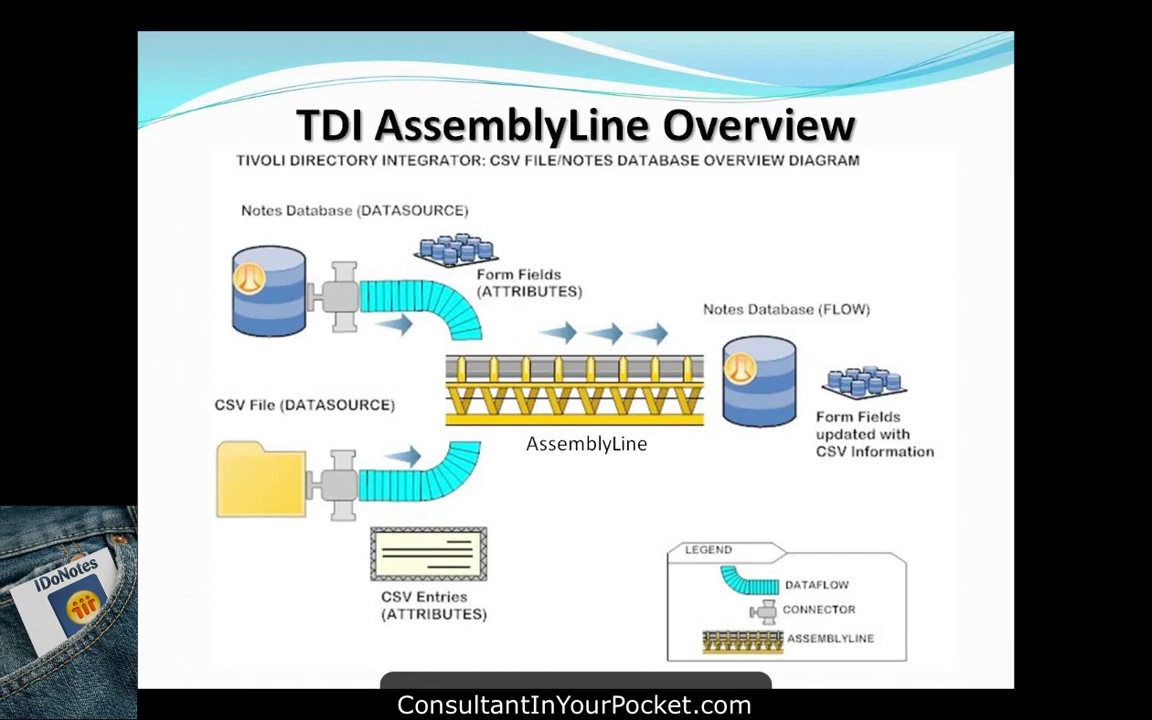 TDI AssemblyLine Overview
TIVOLI DIRECTORY INTEGRATOR: CSV FILE/NOTES DATABASE OVERVIEW DIAGRAM
Notes Database (DATASOURCE)
Form Fields
(ATTRIBUTES)
Notes Database (FLOW)
CSV File (DATASOURCE)
Form Fields
updated with
CSV Information
AssemblyLine
CSV Entries
(ATTRIBUTES)
LEGEND
DATAFLOW
CONNECTOR
ASSEMBLYLINE
iDoNotes
ConsultantInYourPocket.com